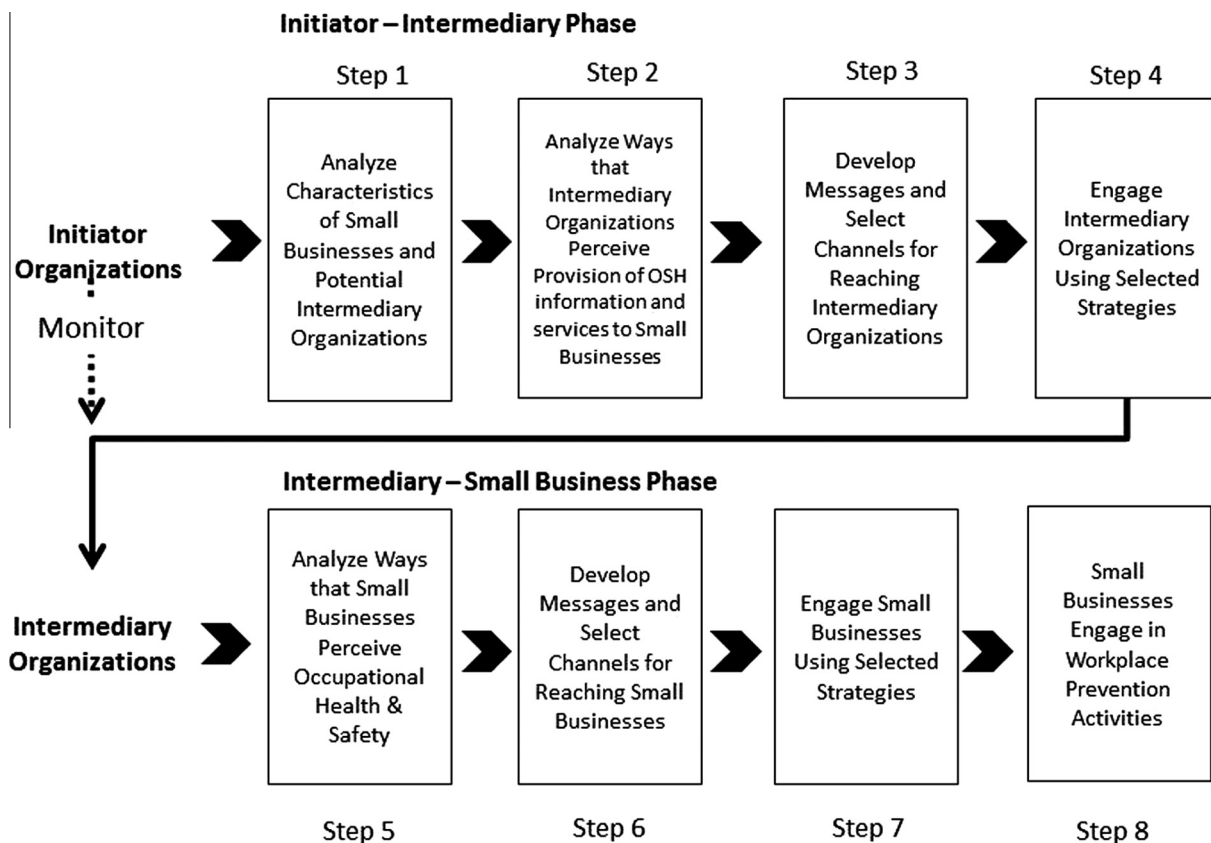 Initiator – Intermediary Phase
Step 1
Step 2
Step 3
Step 4
Initiator
Organizations
Monitor
Analyze
Characteristics
of Small
Businesses and
Potential
Intermediary
Organizations
Analyze Ways
that
Intermediary
Organizations
Perceive
Provision of OSH
information and
services to Small
Businesses
Develop
Messages and
Select
Channels for
Reaching
Intermediary
Organizations
Engage
Intermediary
Organizations
Using Selected
Strategies
Intermediary – Small Business Phase
Intermediary
Organizations
Analyze Ways
that Small
Businesses
Perceive
Occupational
Health &
Safety
Develop
Messages and
Select
Channels for
Reaching Small
Businesses
Engage Small
Businesses
Using Selected
Strategies
Small
Businesses
Engage in
Workplace
Prevention
Activities
Step 5
Step 6
Step 7
Step 8